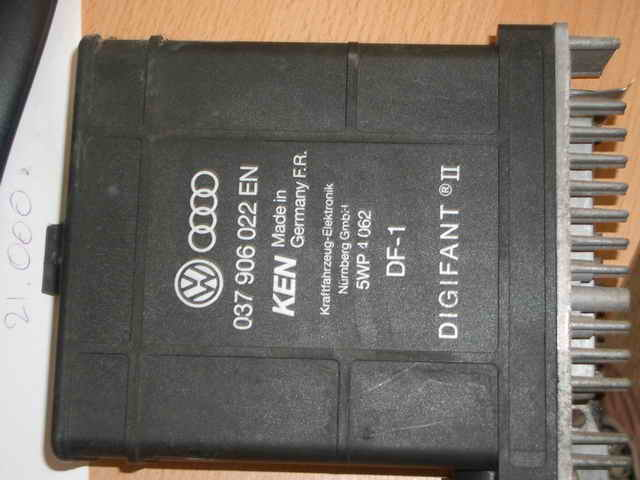 037 906 022 EN
KEN Made in
Germany F.R.
Kraftfahrzeug-Elektronik
Nürnberg GmbH
5WP 4 062
DF-1
DIGIFANT ® II
21.000.